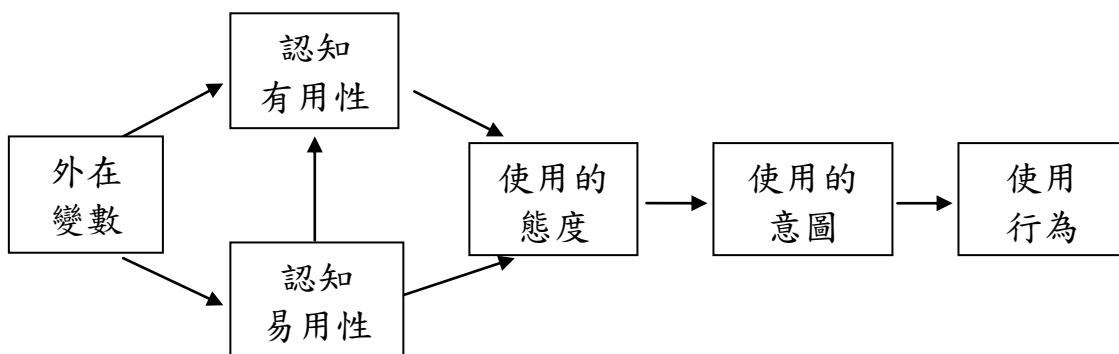 認知
有用性
外在
變數
認知
易用性
使用的
態度
使用的
意圖
使用
行為